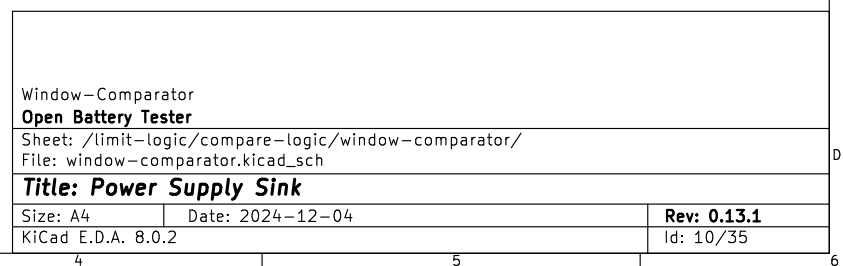 Window-Comparator
Open Battery Tester
Sheet: /limit-logic/compare-logic/window-comparator/
File: window-comparator.kicad_sch
D
Title: Power Supply Sink
Size: A4 Date: 2024-12-04 Rev: 0.13.1
KiCad E.D.A. 8.0.2 Id: 10/35
4 5 6